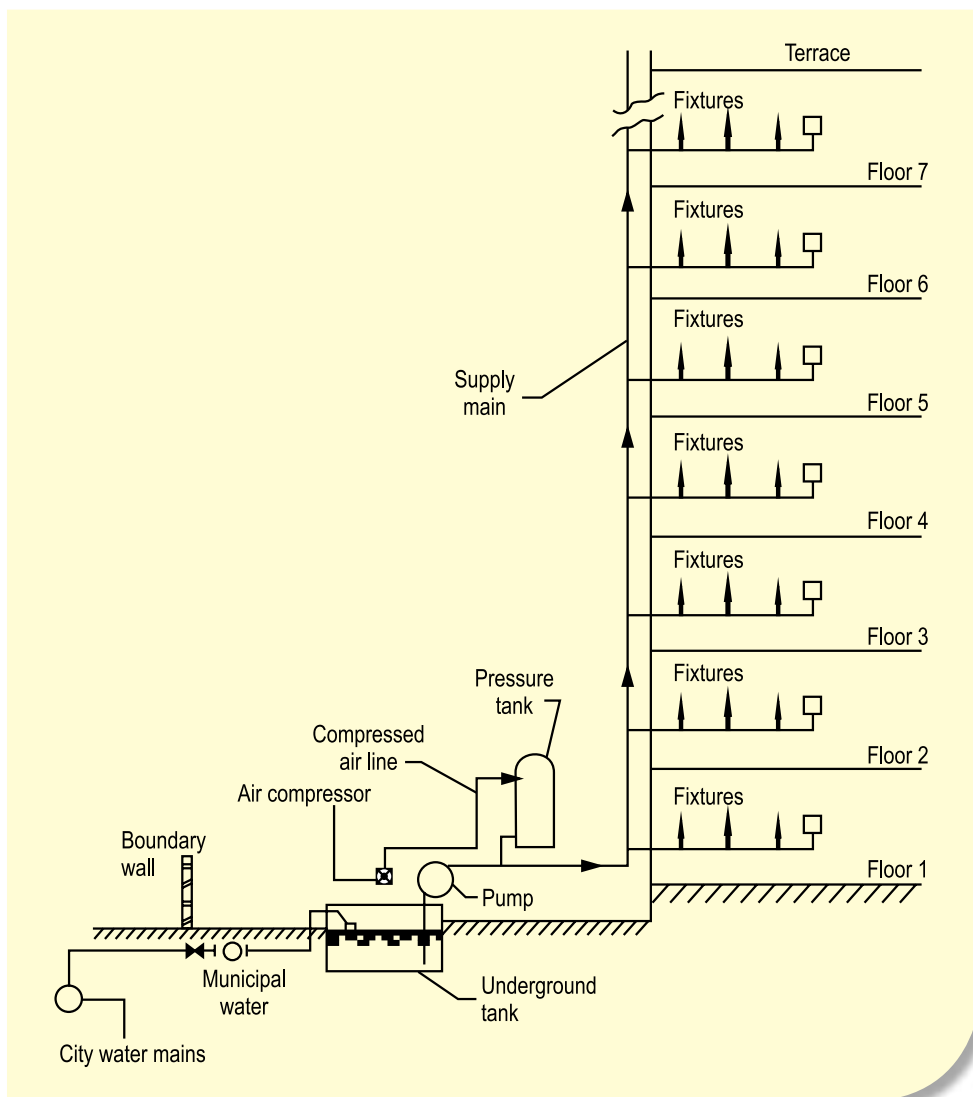 Terrace
Fixtures
Floor 7
Fixtures
Floor 6
Fixtures
Supply
main
Floor 5
Fixtures
Floor 4
Fixtures
Floor 3
Pressure
tank
Fixtures
Compressed
air line
Floor 2
Air compressor
Fixtures
Boundary
wall
Floor 1
Pump
Municipal
water
Underground
tank
City water mains